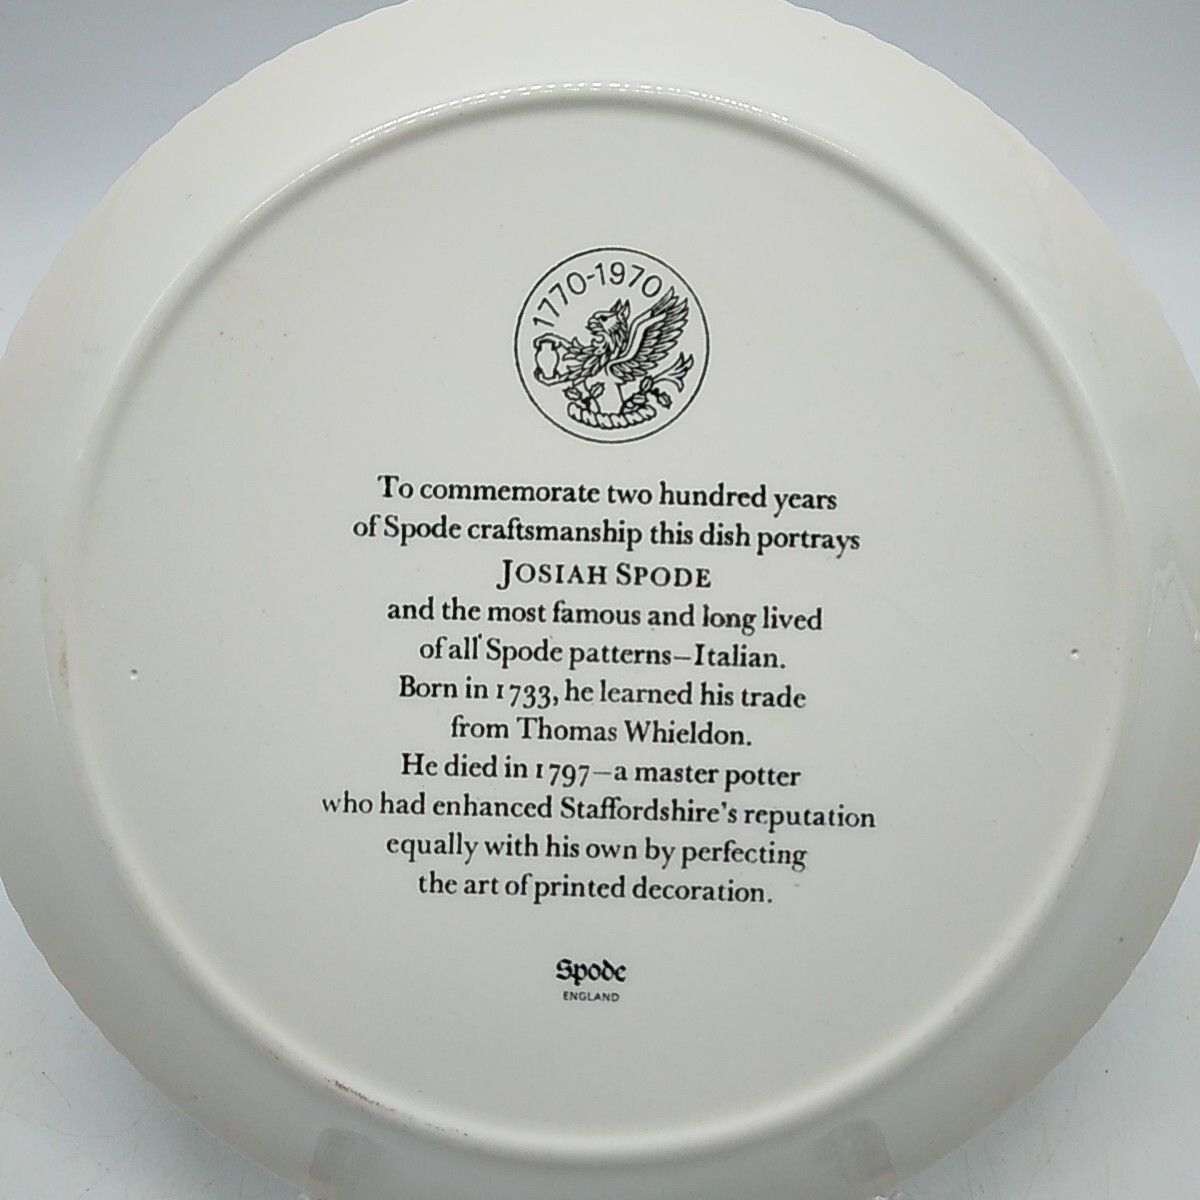 1770-1970
To commemorate two hundred years
of Spode craftsmanship this dish portrays
JOSIAH SPODE
and the most famous and long lived
of all Spode patterns—Italian.
Born in 1733, he learned his trade
from Thomas Whieldon.
He died in 1797—a master potter
who had enhanced Staffordshire's reputation
equally with his own by perfecting
the art of printed decoration.
Spode
ENGLAND